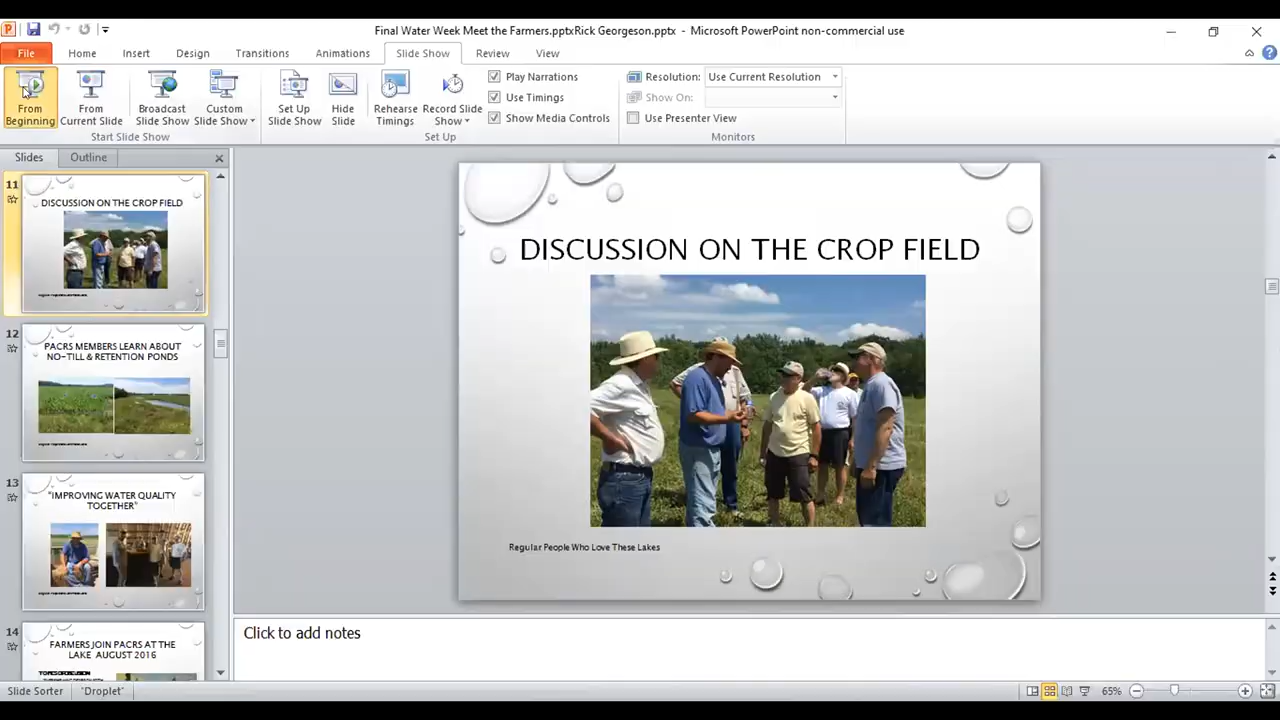 Final Water Week Meet the Farmers.pptxRick Georgeson.pptx - Microsoft PowerPoint non-commercial use
File Home Insert Design Transitions Animations Slide Show Review View
From Beginning
From Current Slide
Broadcast Slide Show
Custom Slide Show
Set Up Slide Show
Hide Slide
Rehearse Timings
Record Slide Show
Play Narrations
Use Timings
Show Media Controls
Resolution: Use Current Resolution
Show On:
Use Presenter View
Start Slide Show Set Up Monitors
Slides Outline
11
DISCUSSION ON THE CROP FIELD
12
PACRS MEMBERS LEARN ABOUT
NO-TILL & RETENTION PONDS
13
"IMPROVING WATER QUALITY
TOGETHER"
14
FARMERS JOIN PACRS AT THE
LAKE AUGUST 2016
DISCUSSION ON THE CROP FIELD
Regular People Who Love These Lakes
Click to add notes
Slide Sorter "Droplet" 65%